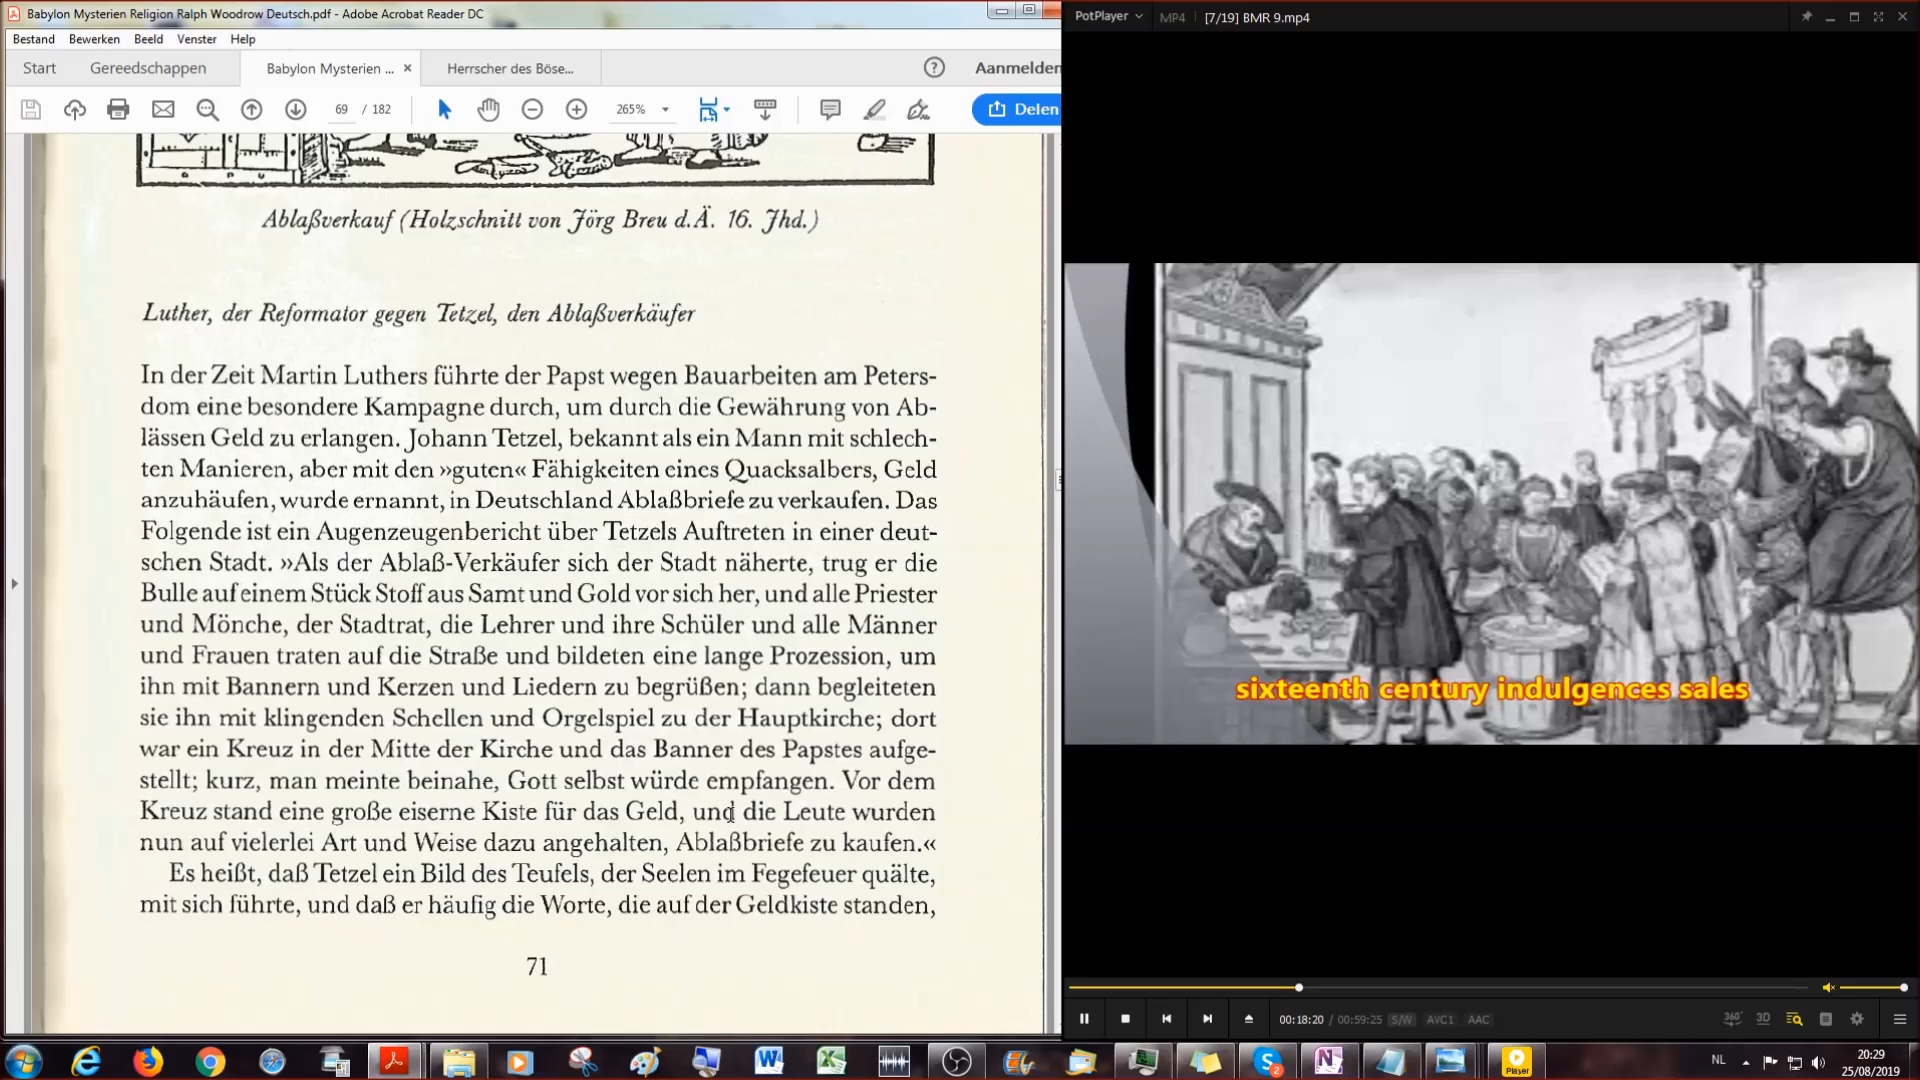 Babylon Mysterien Religion Ralph Woodrow Deutsch.pdf - Adobe Acrobat Reader DC
Bestand Bewerken Beeld Venster Help
Start Gereedschappen Babylon Mysterien ... × Herrscher des Böse... Aanmelden
69 / 182 265% Delen
Ablaßverkauf (Holzschnitt von Jörg Breu d.Ä. 16. Jhd.)
Luther, der Reformator gegen Tetzel, den Ablaßverkäufer
In der Zeit Martin Luthers führte der Papst wegen Bauarbeiten am Peters-
dom eine besondere Kampagne durch, um durch die Gewährung von Ab-
lässen Geld zu erlangen. Johann Tetzel, bekannt als ein Mann mit schlech-
ten Manieren, aber mit den »guten« Fähigkeiten eines Quacksalbers, Geld
anzuhäufen, wurde ernannt, in Deutschland Ablaßbriefe zu verkaufen. Das
Folgende ist ein Augenzeugenbericht über Tetzels Auftreten in einer deut-
schen Stadt. »Als der Ablaß-Verkäufer sich der Stadt näherte, trug er die
Bulle auf einem Stück Stoff aus Samt und Gold vor sich her, und alle Priester
und Mönche, der Stadtrat, die Lehrer und ihre Schüler und alle Männer
und Frauen traten auf die Straße und bildeten eine lange Prozession, um
ihn mit Bannern und Kerzen und Liedern zu begrüßen; dann begleiteten
sie ihn mit klingenden Schellen und Orgelspiel zu der Hauptkirche; dort
war ein Kreuz in der Mitte der Kirche und das Banner des Papstes aufge-
stellt; kurz, man meinte beinahe, Gott selbst würde empfangen. Vor dem
Kreuz stand eine große eiserne Kiste für das Geld, und die Leute wurden
nun auf vielerlei Art und Weise dazu angehalten, Ablaßbriefe zu kaufen.«
Es heißt, daß Tetzel ein Bild des Teufels, der Seelen im Fegefeuer quälte,
mit sich führte, und daß er häufig die Worte, die auf der Geldkiste standen,
71
PotPlayer MP4 [7/19] BMR 9.mp4
sixteenth century indulgences sales
00:18:20 / 00:59:25 S/W AVC1 AAC 360° 3D
2 Player NL 20:29
25/08/2019